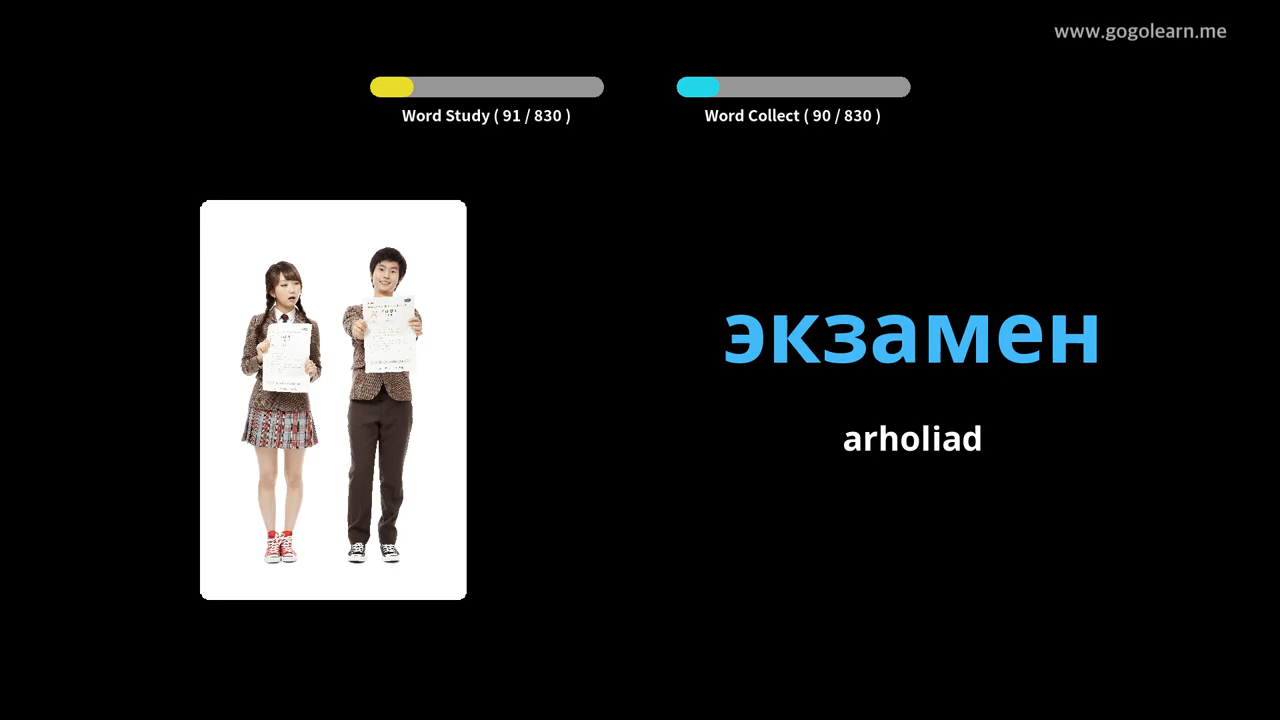 www.gogolearn.me
Word Study ( 91 / 830 )
Word Collect ( 90 / 830 )
экзамен
arholiad